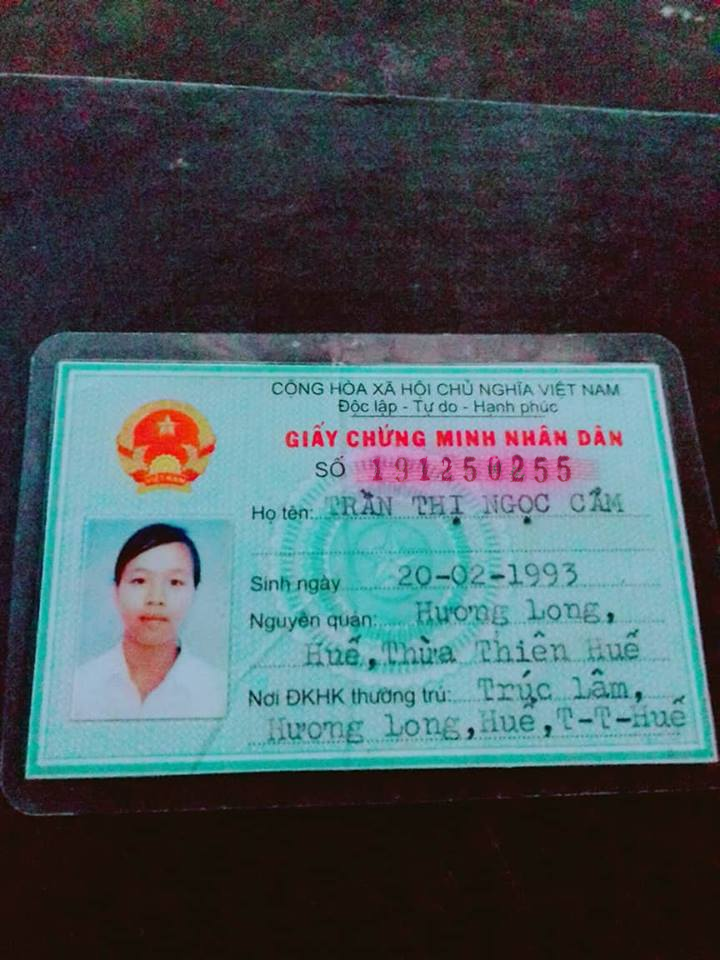 CỘNG HÒA XÃ HỘI CHỦ NGHĨA VIỆT NAM
Độc lập - Tự do - Hạnh phúc
GIẤY CHỨNG MINH NHÂN DÂN
SỐ 191250255
Họ tên: TRẦN THỊ NGỌC CẨM
Sinh ngày 20-02-1993
Nguyên quán: Hương Long,
Huế, Thừa Thiên Huế
Nơi ĐKHK thường trú: Trúc Lâm,
Hương Long, Huế, T-T-Huế
VIỆT NAM